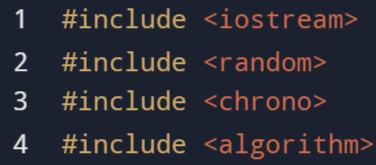 1 #include <iostream>
2 #include <random>
3 #include <chrono>
4 #include <algorithm>